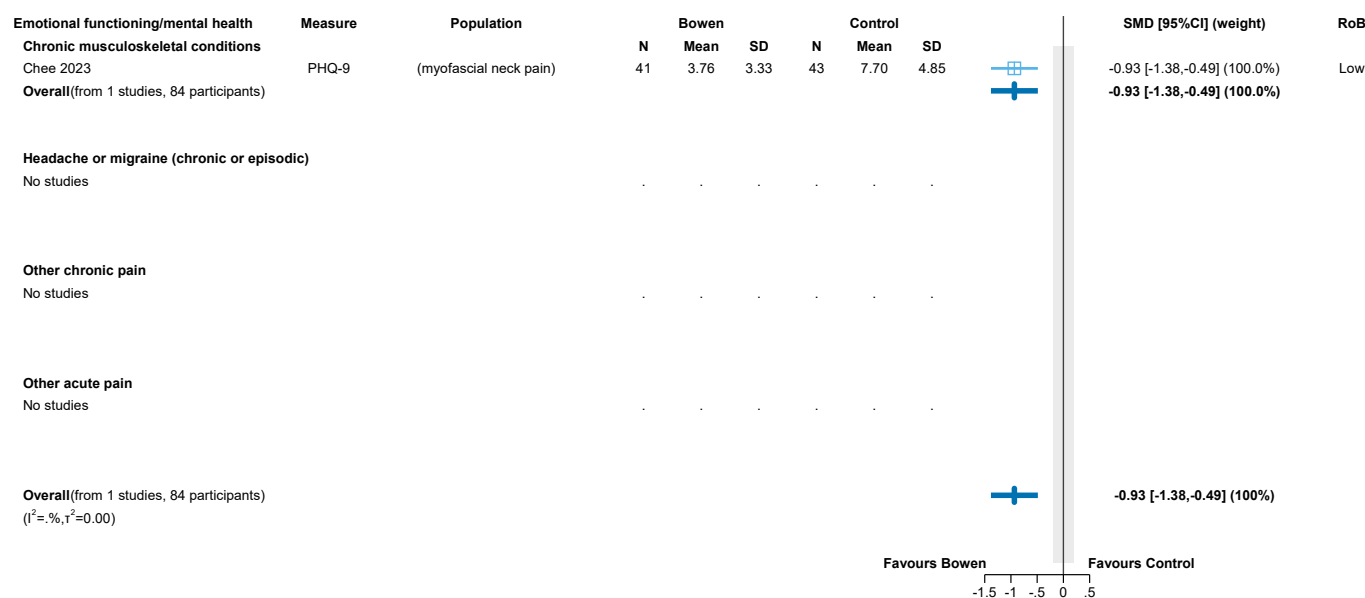 Emotional functioning/mental health Measure Population Bowen Control SMD [95%CI] (weight) RoB
Chronic musculoskeletal conditions N Mean SD N Mean SD
Chee 2023 PHQ-9 (myofascial neck pain) 41 3.76 3.33 43 7.70 4.85 -0.93 [-1.38,-0.49] (100.0%) Low
Overall(from 1 studies, 84 participants) -0.93 [-1.38,-0.49] (100.0%)
Headache or migraine (chronic or episodic)
No studies . . . . . .
Other chronic pain
No studies . . . . . .
Other acute pain
No studies . . . . . .
Overall(from 1 studies, 84 participants) -0.93 [-1.38,-0.49] (100%)
(I²=.%,τ²=0.00)
Favours Bowen Favours Control
-1.5 -1 -.5 0 .5